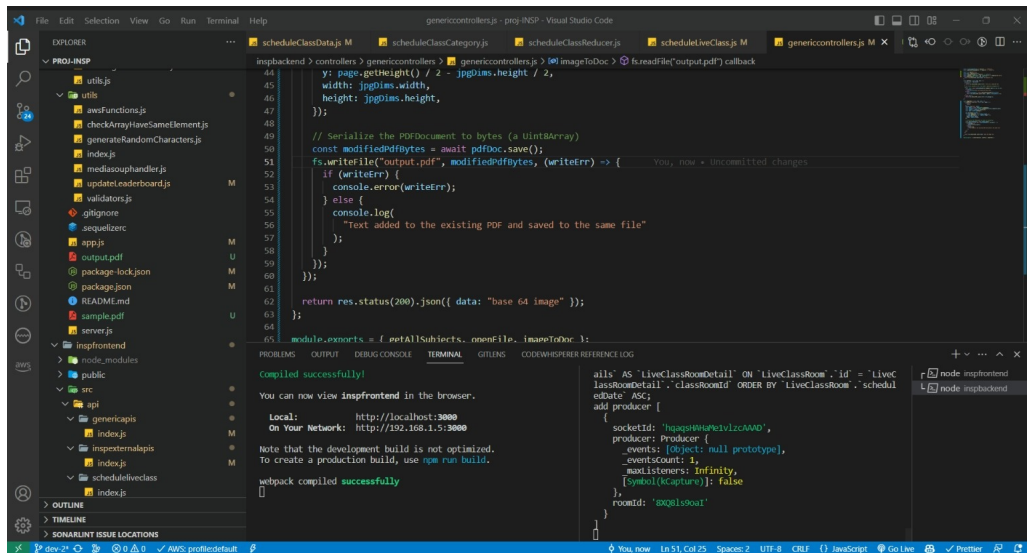 File Edit Selection View Go Run Terminal Help
genericcontrollers.js - proj-INSP - Visual Studio Code
EXPLORER
PROJ-INSP
utils.js
utils
awsFunctions.js
checkArrayHaveSameElement.js
generateRandomCharacters.js
index.js
mediasouphandler.js
updateLeaderboard.js M
validators.js
.gitignore
.sequelizerc
app.js M
output.pdf U
package-lock.json M
package.json M
README.md
sample.pdf U
server.js
inspfrontend
node_modules
public
src
api
genericapis
index.js M
inspexternalapis
index.js M
scheduleliveclass
index.js
OUTLINE
TIMELINE
SONARLINT ISSUE LOCATIONS
24
aws
scheduleClassData.js M scheduleClassCategory.js scheduleClassReducer.js scheduleLiveClass.js M genericcontrollers.js M
inspbackend > controllers > genericcontrollers > genericcontrollers.js > imageToDoc > fs.readFile("output.pdf") callback
44 y: page.getHeight() / 2 - jpgDims.height / 2,
45 width: jpgDims.width,
46 height: jpgDims.height,
47 });
48
49 // Serialize the PDFDocument to bytes (a Uint8Array)
50 const modifiedPdfBytes = await pdfDoc.save();
51 fs.writeFile("output.pdf", modifiedPdfBytes, (writeErr) => { You, now • Uncommitted changes
52 if (writeErr) {
53 console.error(writeErr);
54 } else {
55 console.log(
56 "Text added to the existing PDF and saved to the same file"
57 );
58 }
59 });
60 });
61
62 return res.status(200).json({ data: "base 64 image" });
63 };
64
65 module.exports = { getAllSubjects, openFile, imageToDoc };
PROBLEMS OUTPUT DEBUG CONSOLE TERMINAL GITLENS CODEWHISPERER REFERENCE LOG
Compiled successfully!
You can now view inspfrontend in the browser.
Local: http://localhost:3000
On Your Network: http://192.168.1.5:3000
Note that the development build is not optimized.
To create a production build, use npm run build.
webpack compiled successfully
ails` AS `LiveClassRoomDetail` ON `LiveClassRoom`.`id` = `LiveC
lassRoomDetail`.`classRoomId` ORDER BY `LiveClassRoom`.`schedul
edDate` ASC;
add producer [
{
socketId: 'hqaqsHAHaMe1vlzcAAAD',
producer: Producer {
_events: [Object: null prototype],
_eventsCount: 1,
_maxListeners: Infinity,
[Symbol(kCapture)]: false
},
roomId: '8XQBls9oaI'
}
]
node inspfrontend
node inspbackend
dev-2* 0 0 AWS: profile:default You, now Ln 51, Col 25 Spaces: 2 UTF-8 CRLF {} JavaScript Go Live Prettier